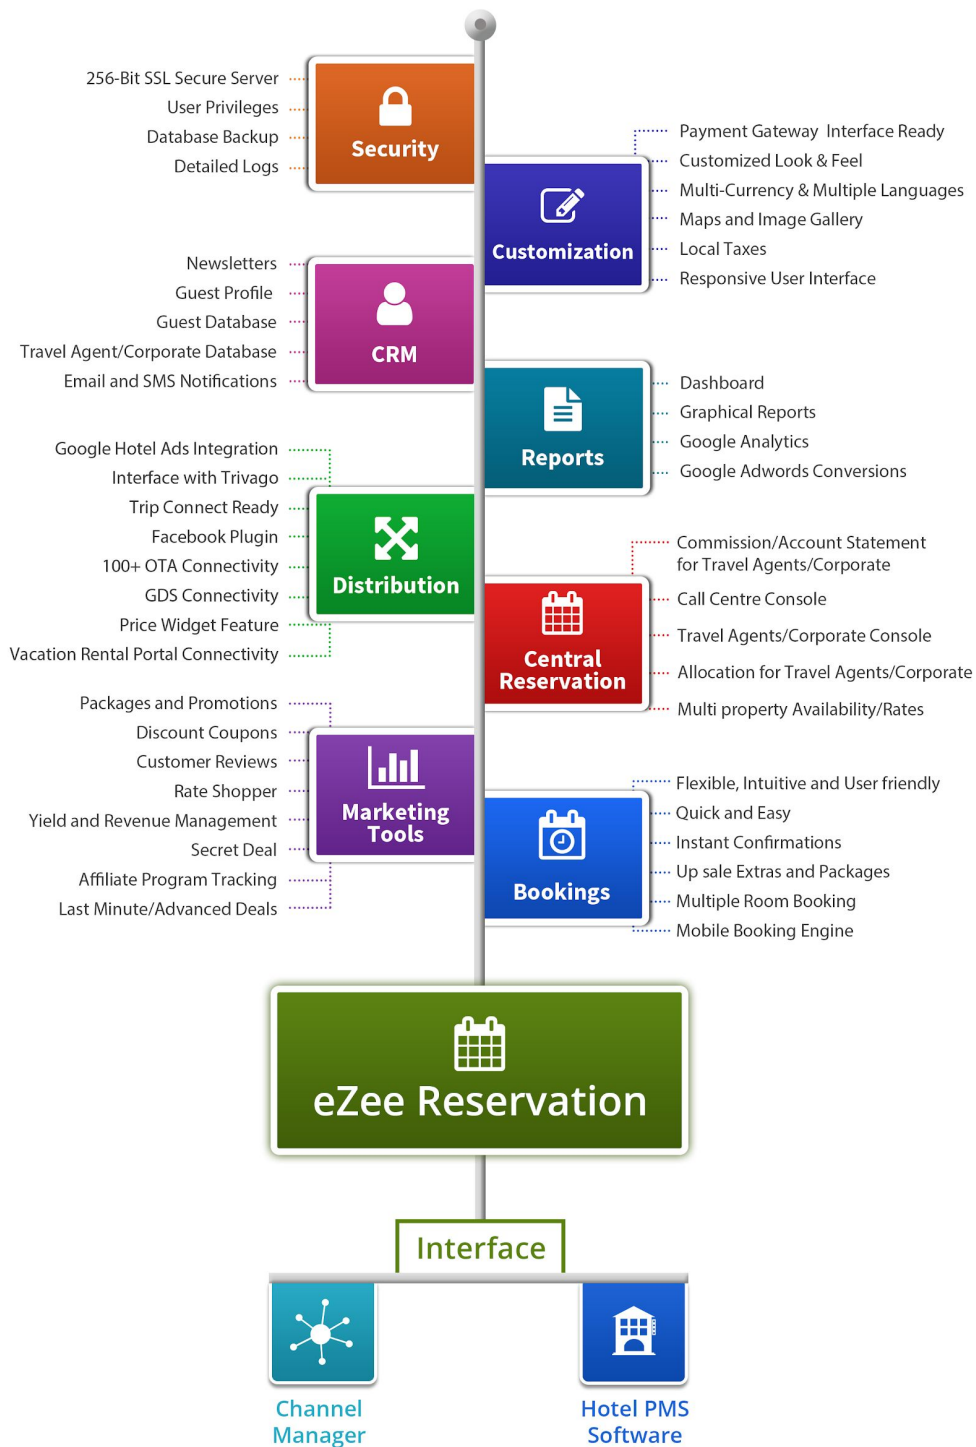 256-Bit SSL Secure Server
User Privileges
Database Backup
Detailed Logs
Security
Payment Gateway Interface Ready
Customized Look & Feel
Multi-Currency & Multiple Languages
Maps and Image Gallery
Local Taxes
Responsive User Interface
Customization
Newsletters
Guest Profile
Guest Database
Travel Agent/Corporate Database
Email and SMS Notifications
CRM
Dashboard
Graphical Reports
Google Analytics
Google Adwords Conversions
Reports
Google Hotel Ads Integration
Interface with Trivago
Trip Connect Ready
Facebook Plugin
100+ OTA Connectivity
GDS Connectivity
Price Widget Feature
Vacation Rental Portal Connectivity
Distribution
Commission/Account Statement
for Travel Agents/Corporate
Call Centre Console
Travel Agents/Corporate Console
Allocation for Travel Agents/Corporate
Multi property Availability/Rates
Central
Reservation
Packages and Promotions
Discount Coupons
Customer Reviews
Rate Shopper
Yield and Revenue Management
Secret Deal
Affiliate Program Tracking
Last Minute/Advanced Deals
Marketing
Tools
Flexible, Intuitive and User friendly
Quick and Easy
Instant Confirmations
Up sale Extras and Packages
Multiple Room Booking
Mobile Booking Engine
Bookings
eZee Reservation
Interface
Channel
Manager
Hotel PMS
Software